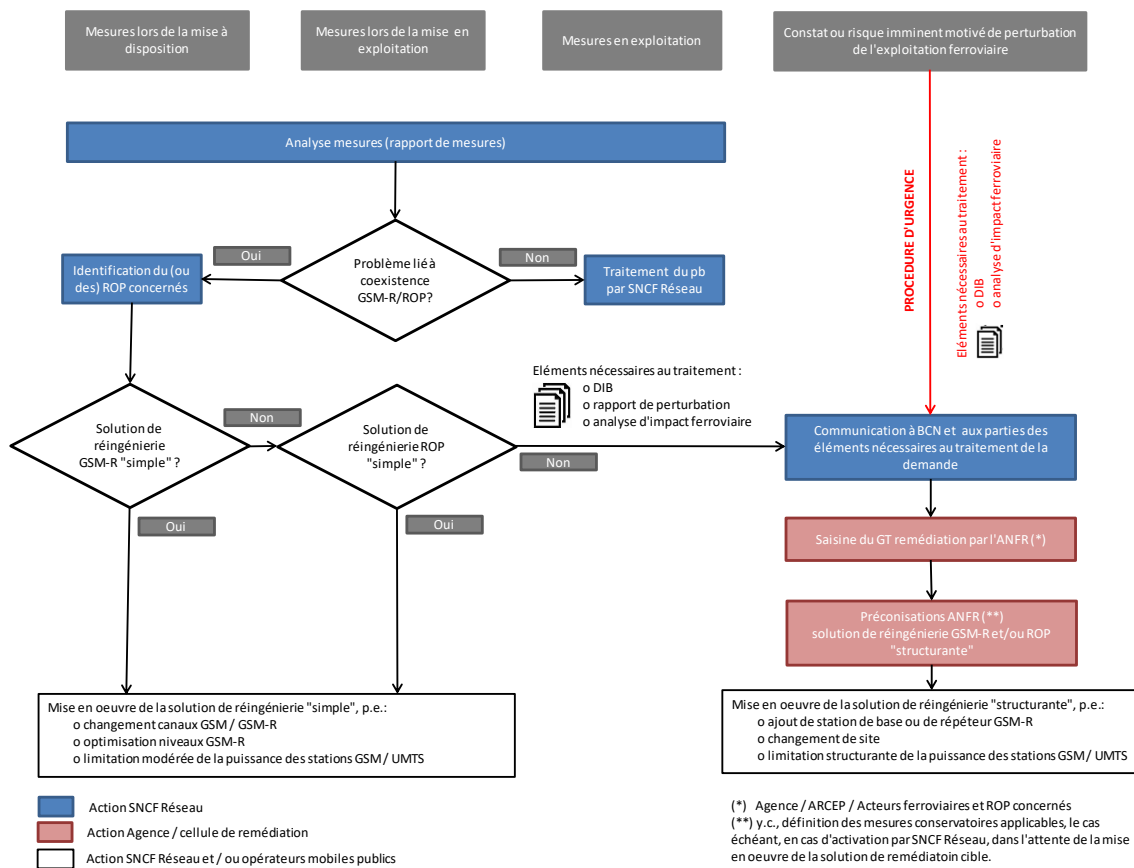 Mesures lors de la mise à
disposition
Mesures lors de la mise en
exploitation
Mesures en exploitation
Constat ou risque imminent motivé de perturbation
de l'exploitation ferroviaire
Analyse mesures (rapport de mesures)
PROCEDURE D'URGENCE
Eléments nécessaires au traitement :
o DIB
o analyse d'impact ferroviaire
Oui
Non
Identification du (ou
des) ROP concernés
Problème lié à
coexistence
GSM-R/ROP?
Traitement du pb
par SNCF Réseau
Eléments nécessaires au traitement :
o DIB
o rapport de perturbation
o analyse d'impact ferroviaire
Solution de
réingénierie
GSM-R "simple" ?
Non
Solution de
réingénierie ROP
"simple" ?
Non
Communication à BCN et aux parties des
éléments nécessaires au traitement de la
demande
Oui
Oui
Saisine du GT remédiation par l'ANFR (*)
Préconisations ANFR (**)
solution de réingénierie GSM-R et/ou ROP
"structurante"
Mise en oeuvre de la solution de réingénierie "simple", p.e.:
o changement canaux GSM / GSM-R
o optimisation niveaux GSM-R
o limitation modérée de la puissance des stations GSM / UMTS
Mise en oeuvre de la solution de réingénierie "structurante", p.e.:
o ajout de station de base ou de répéteur GSM-R
o changement de site
o limitation structurante de la puissance des stations GSM / UMTS
Action SNCF Réseau
Action Agence / cellule de remédiation
Action SNCF Réseau et / ou opérateurs mobiles publics
(*) Agence / ARCEP / Acteurs ferroviaires et ROP concernés
(**) y.c., définition des mesures conservatoires applicables, le cas
échéant, en cas d'activation par SNCF Réseau, dans l'attente de la mise
en oeuvre de la solution de remédiatoin cible.